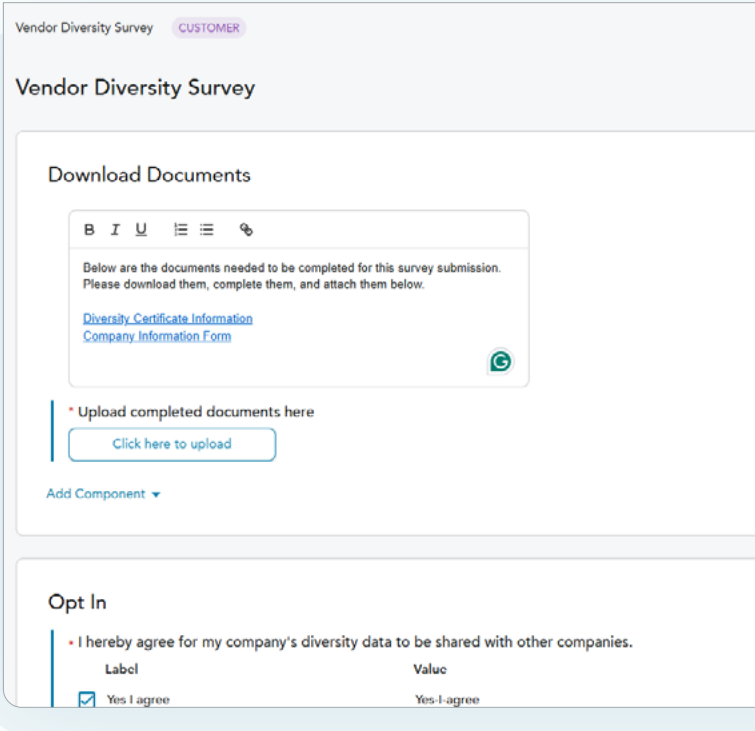 Vendor Diversity Survey CUSTOMER
Vendor Diversity Survey
Download Documents
B I U
Below are the documents needed to be completed for this survey submission.
Please download them, complete them, and attach them below.
Diversity Certificate Information
Company Information Form
G
* Upload completed documents here
Click here to upload
Add Component
Opt In
* I hereby agree for my company's diversity data to be shared with other companies.
Label Value
Yes I agree Yes-I-agree